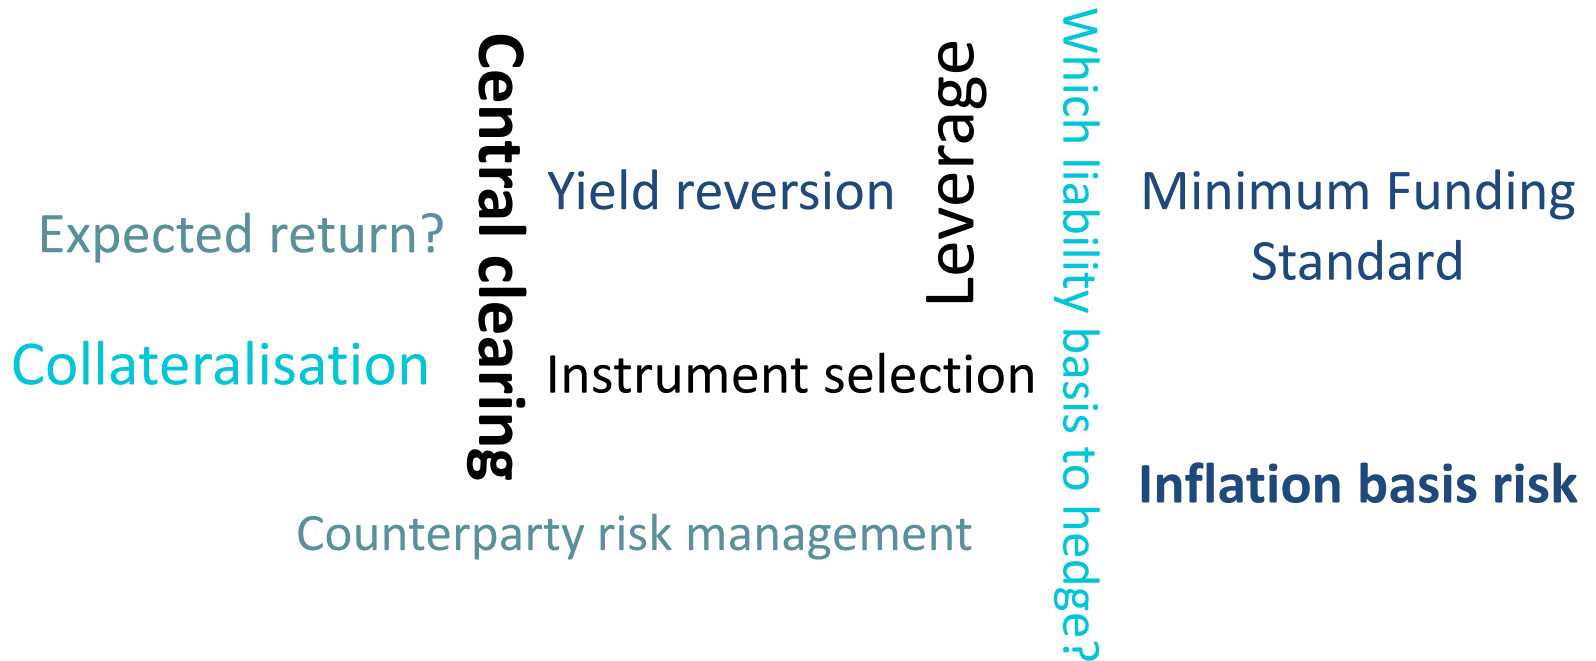 Central clearing
Leverage
Which liability basis to hedge?
Yield reversion
Minimum Funding
Standard
Expected return?
Collateralisation
Instrument selection
Inflation basis risk
Counterparty risk management